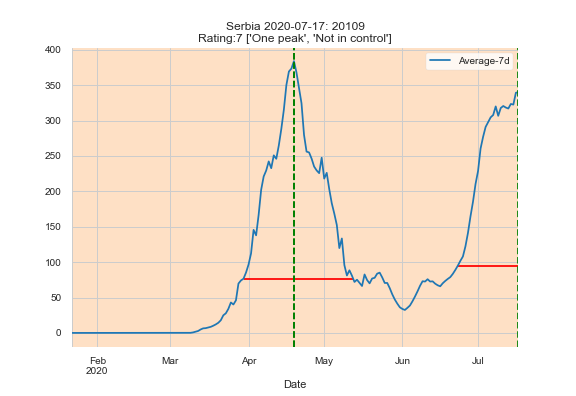 Serbia 2020-07-17: 20109
Rating:7 ['One peak', 'Not in control']
Average-7d
400
350
300
250
200
150
100
50
0
Feb
2020
Mar
Apr
May
Jun
Jul
Date